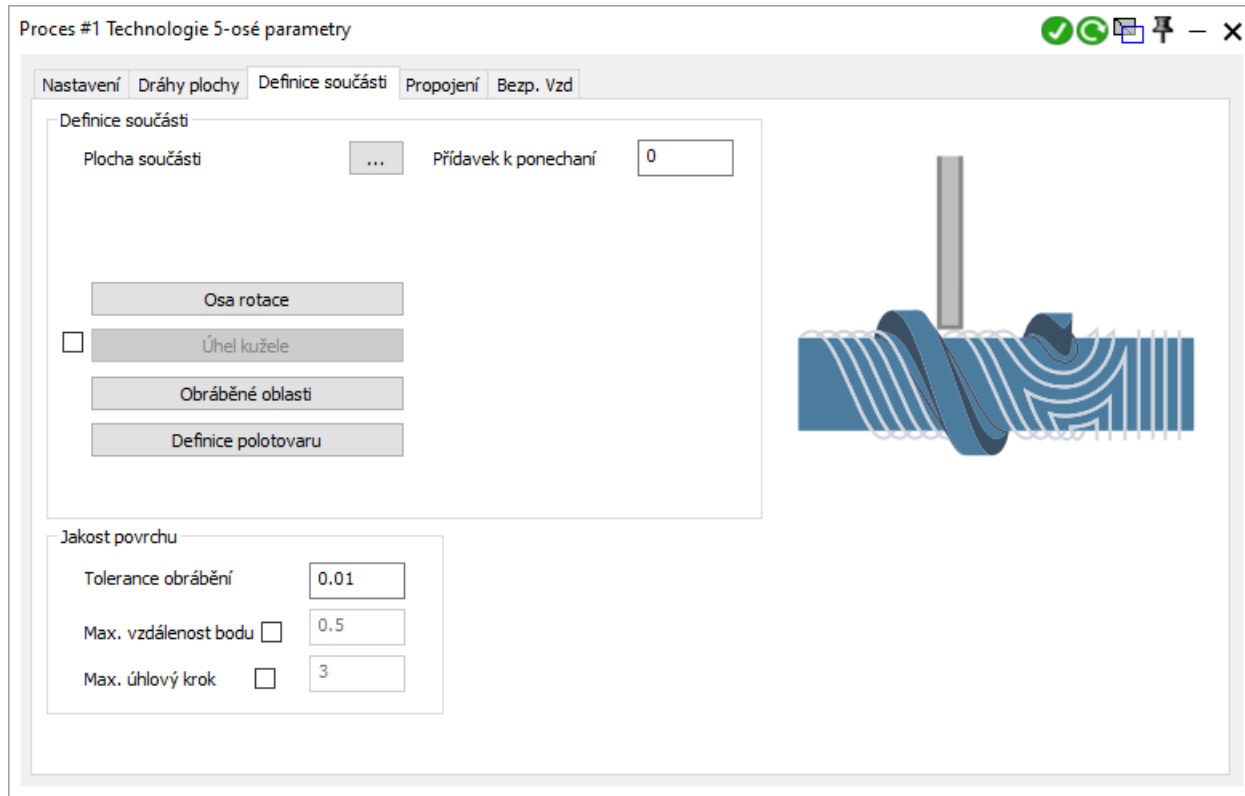 Proces #1 Technologie 5-osé parametry
Nastavení Dráhy plochy Definice součásti Propojení Bezp. Vzd
Definice součásti
Plocha součásti ... Přídavek k ponechaní 0
Osa rotace
Úhel kužele
Obráběné oblasti
Definice polotovaru
Jakost povrchu
Tolerance obrábění 0.01
Max. vzdálenost bodu 0.5
Max. úhlový krok 3